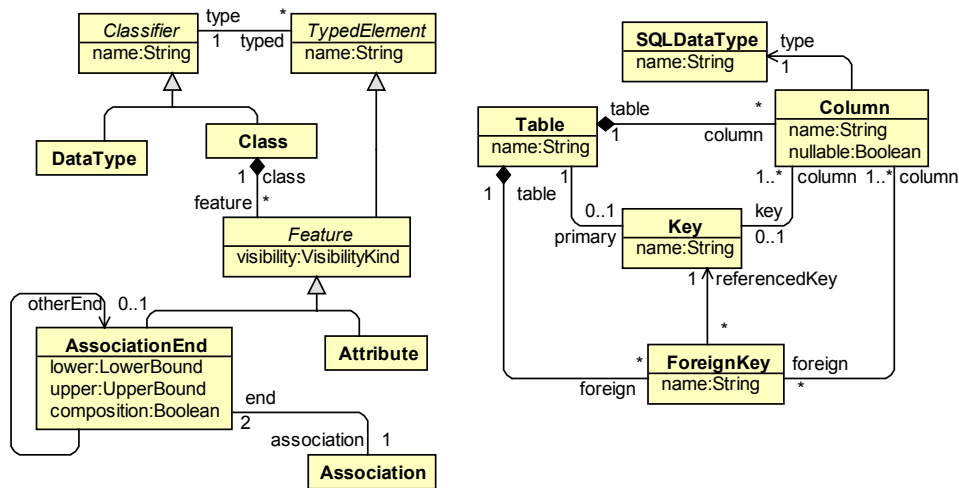 Classifier
name:String
type
1
*
typed
TypedElement
name:String
DataType
Class
1
class
feature
*
Feature
visibility:VisibilityKind
otherEnd
0..1
AssociationEnd
lower:LowerBound
upper:UpperBound
composition:Boolean
Attribute
end
2
association
1
Association
SQLDataType
name:String
type
1
Table
name:String
table
1
*
column
Column
name:String
nullable:Boolean
1
table
1
0..1
primary
Key
name:String
key
0..1
1..*
column
1..*
column
1
referencedKey
*
*
foreign
ForeignKey
name:String
foreign
*